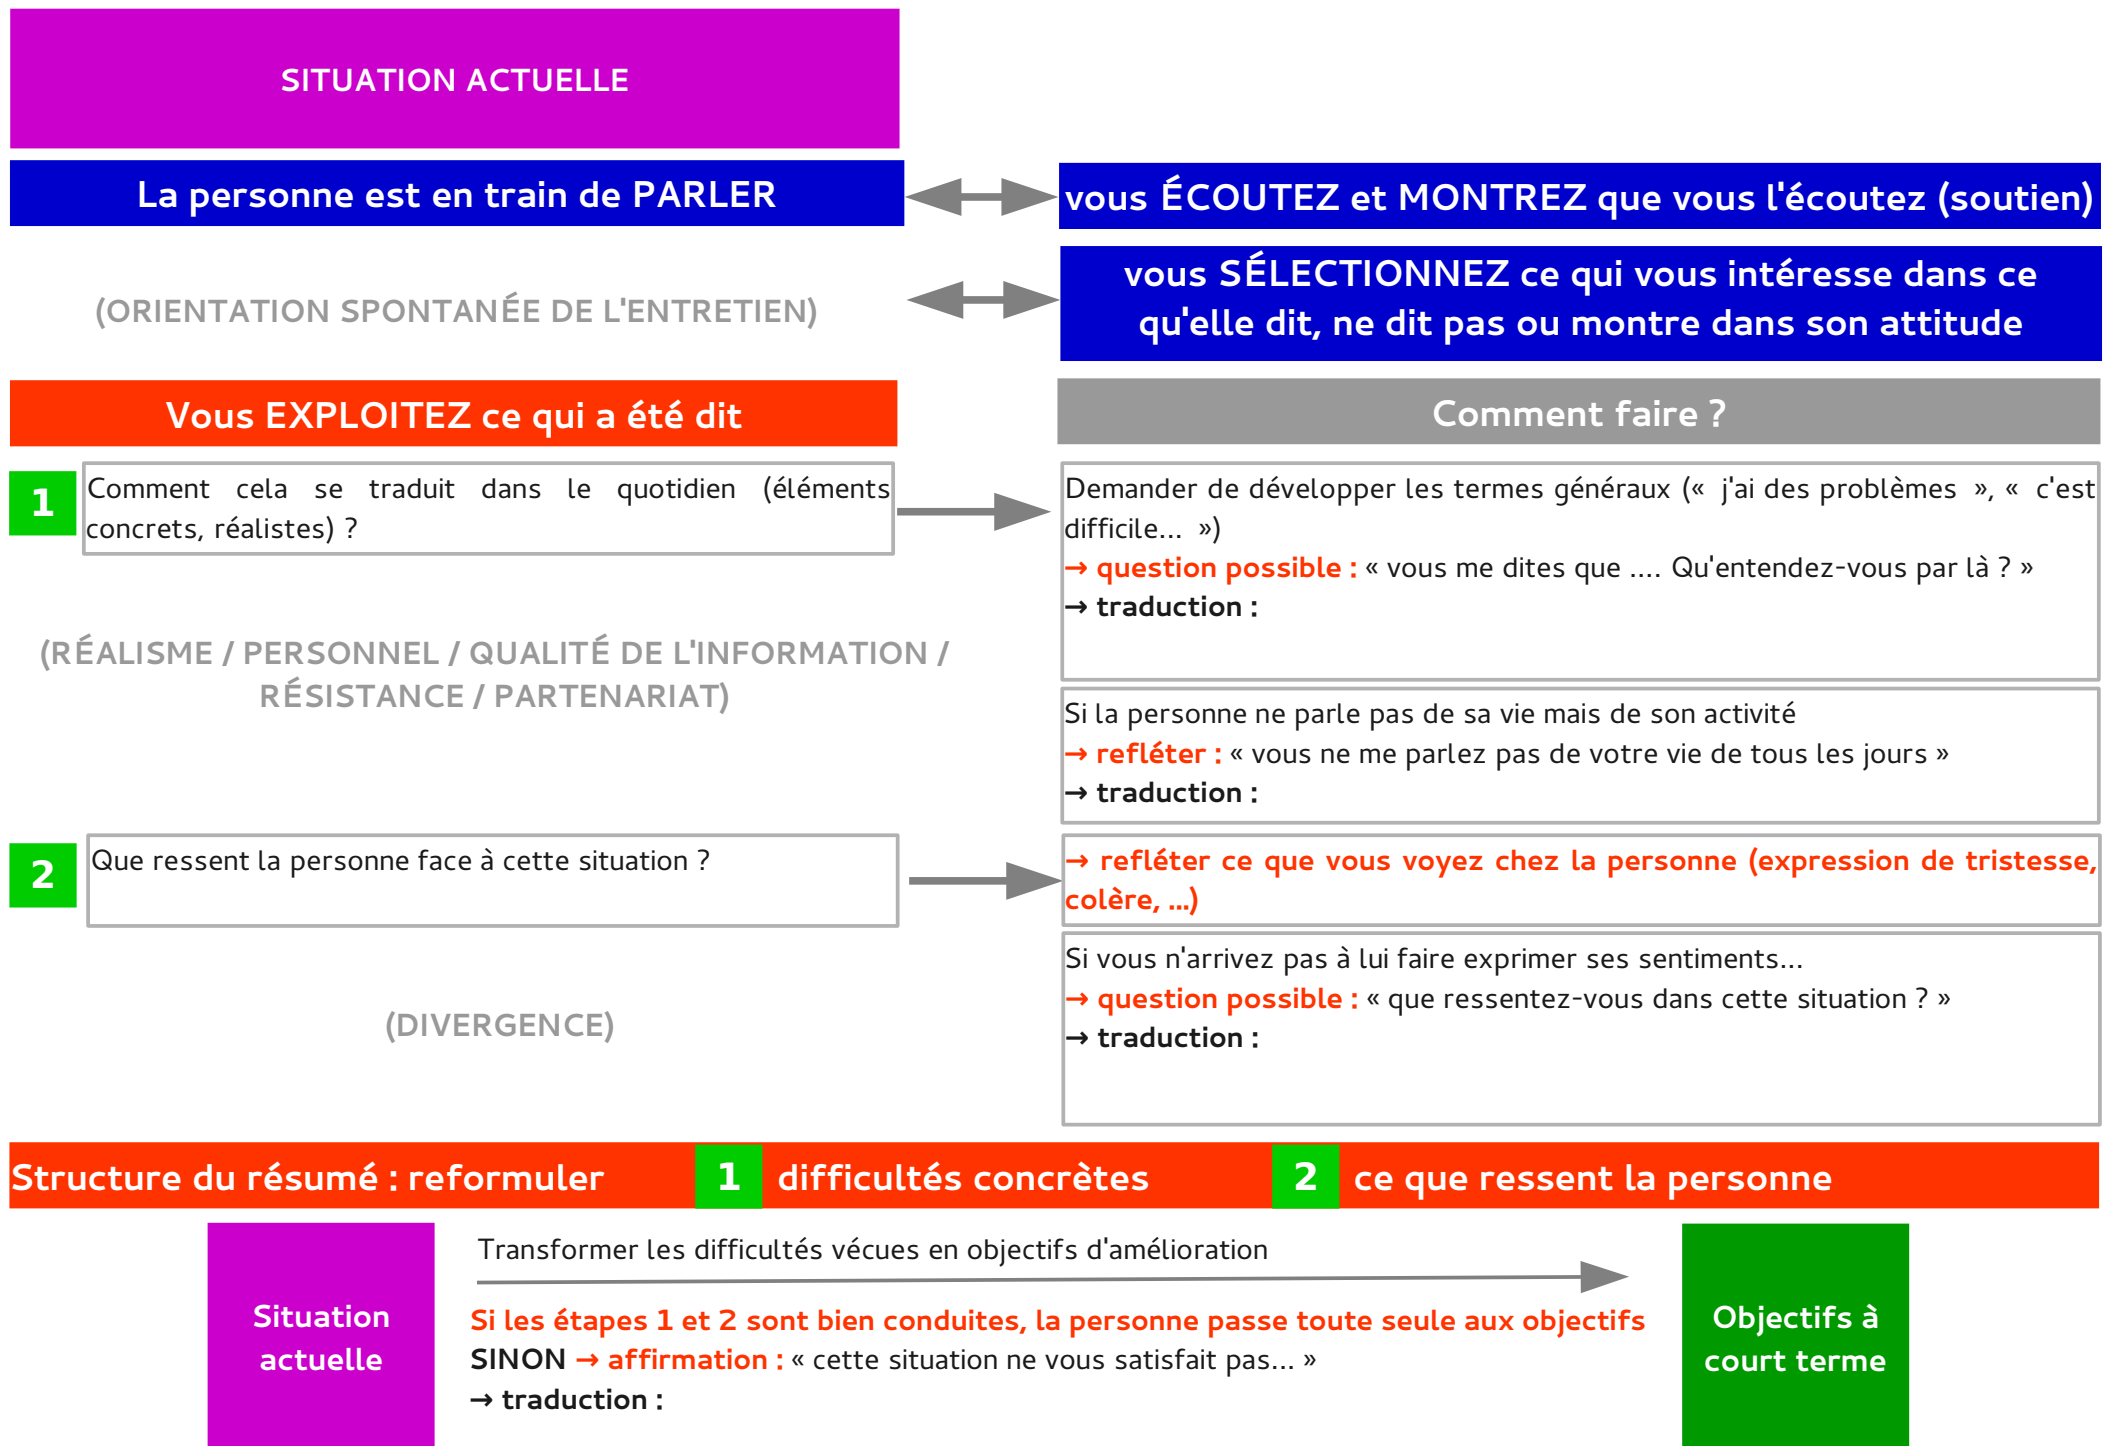 SITUATION ACTUELLE
La personne est en train de PARLER
vous ÉCOUTEZ et MONTREZ que vous l'écoutez (soutien)
(ORIENTATION SPONTANÉE DE L'ENTRETIEN)
vous SÉLECTIONNEZ ce qui vous intéresse dans ce
qu'elle dit, ne dit pas ou montre dans son attitude
Vous EXPLOITEZ ce qui a été dit
Comment faire ?
1
Comment cela se traduit dans le quotidien (éléments
concrets, réalistes) ?
Demander de développer les termes généraux (« j'ai des problèmes », « c'est
difficile... »)
→ question possible : « vous me dites que .... Qu'entendez-vous par là ? »
→ traduction :
(RÉALISME / PERSONNEL / QUALITÉ DE L'INFORMATION /
RÉSISTANCE / PARTENARIAT)
Si la personne ne parle pas de sa vie mais de son activité
→ refléter : « vous ne me parlez pas de votre vie de tous les jours »
→ traduction :
2
Que ressent la personne face à cette situation ?
→ refléter ce que vous voyez chez la personne (expression de tristesse,
colère, ...)
(DIVERGENCE)
Si vous n'arrivez pas à lui faire exprimer ses sentiments...
→ question possible : « que ressentez-vous dans cette situation ? »
→ traduction :
Structure du résumé : reformuler 1 difficultés concrètes 2 ce que ressent la personne
Situation
actuelle
Transformer les difficultés vécues en objectifs d'amélioration
Si les étapes 1 et 2 sont bien conduites, la personne passe toute seule aux objectifs
SINON → affirmation : « cette situation ne vous satisfait pas... »
→ traduction :
Objectifs à
court terme